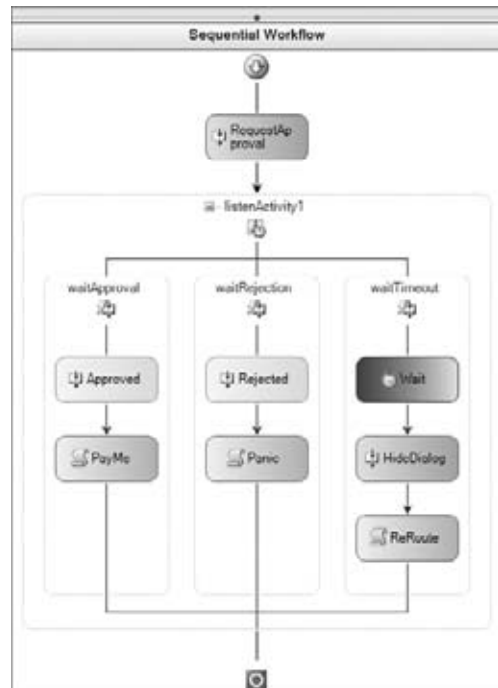 Sequential Workflow
RequestAp
proval
listenActivity1
waitApproval
waitRejection
waitTimeout
Approved
Rejected
Wait
PayMe
Panic
HideDialog
ReRoute